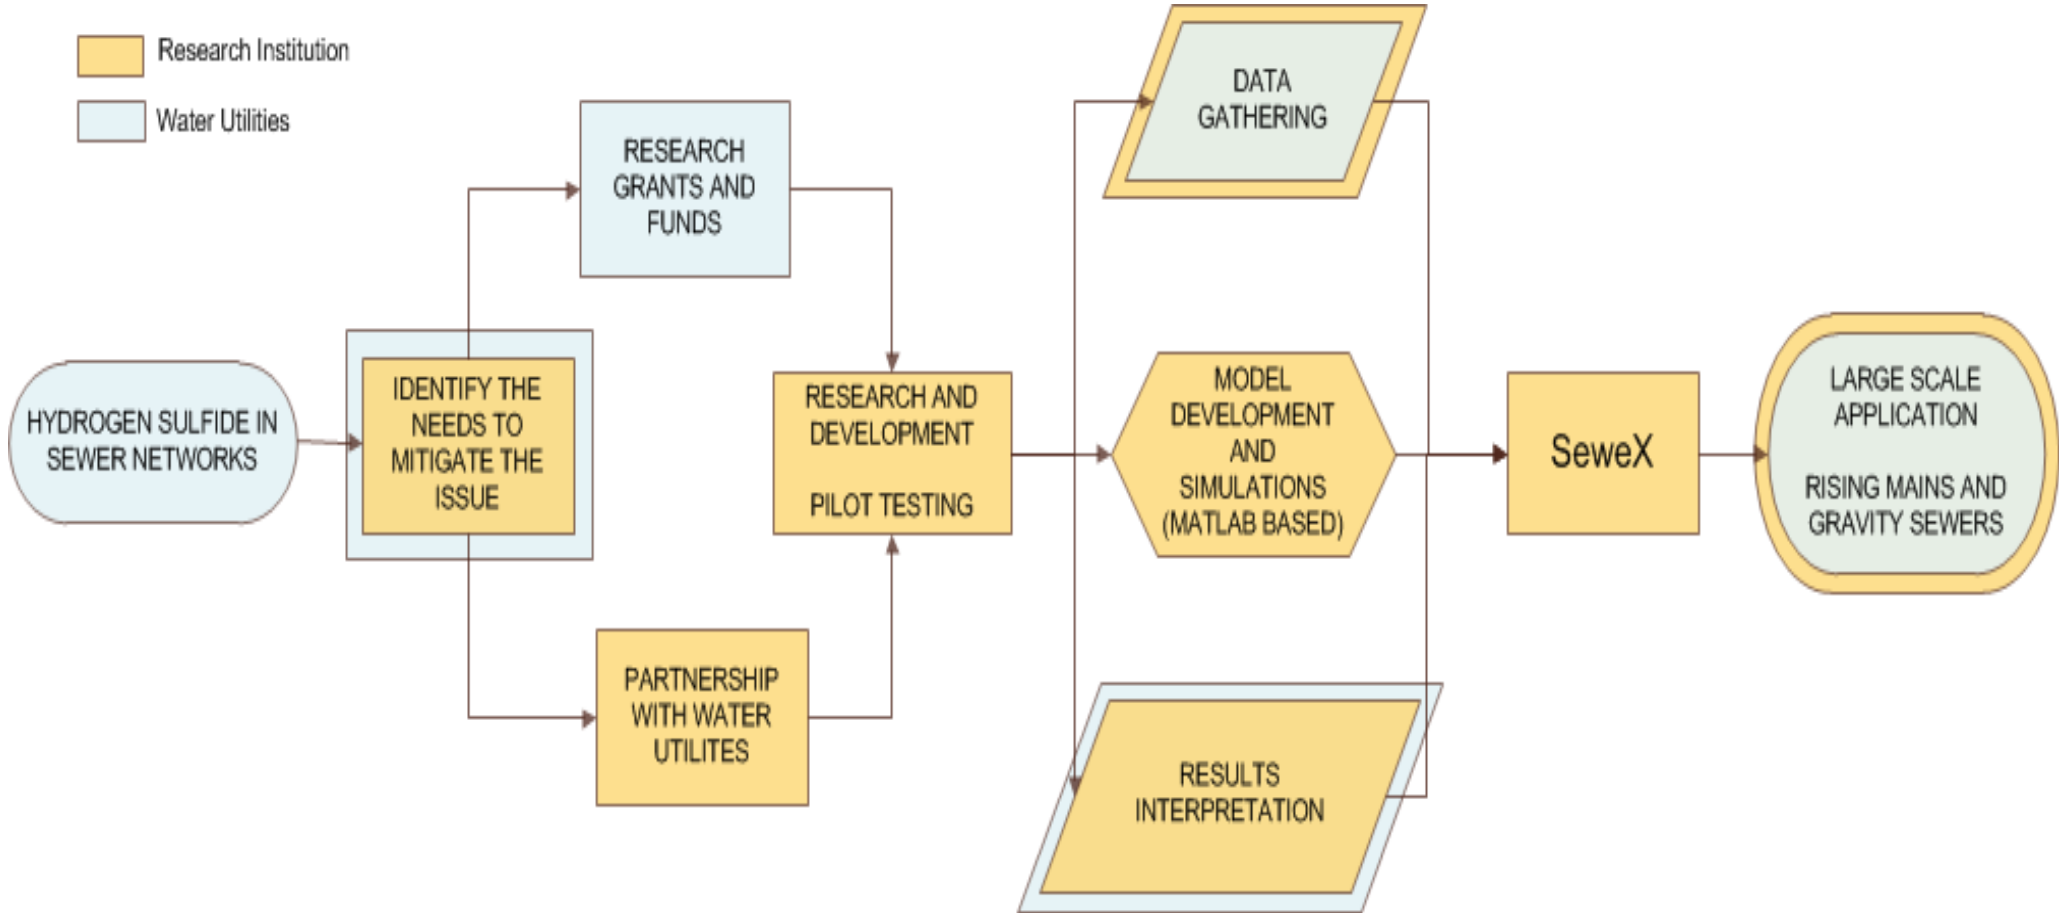 Research Institution
Water Utilities
HYDROGEN SULFIDE IN
SEWER NETWORKS
IDENTIFY THE
NEEDS TO
MITIGATE THE
ISSUE
RESEARCH
GRANTS AND
FUNDS
PARTNERSHIP
WITH WATER
UTILITES
RESEARCH AND
DEVELOPMENT
PILOT TESTING
DATA
GATHERING
MODEL
DEVELOPMENT
AND
SIMULATIONS
(MATLAB BASED)
RESULTS
INTERPRETATION
SeweX
LARGE SCALE
APPLICATION
RISING MAINS AND
GRAVITY SEWERS